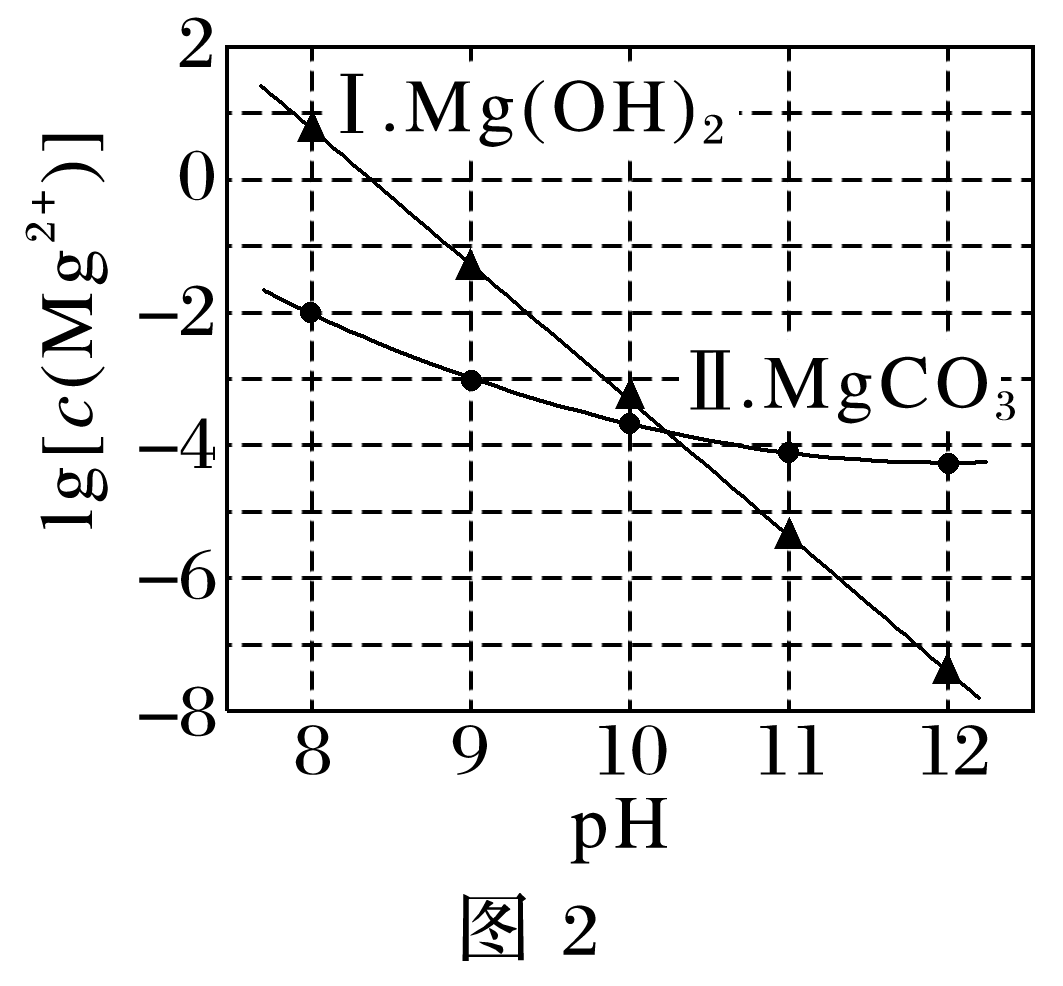 2
Ⅰ.Mg(OH)₂
0
−2
Ⅱ.MgCO₃
−4
−6
−8
lg[c(Mg²⁺)]
8 9 10 11 12
pH
图 2